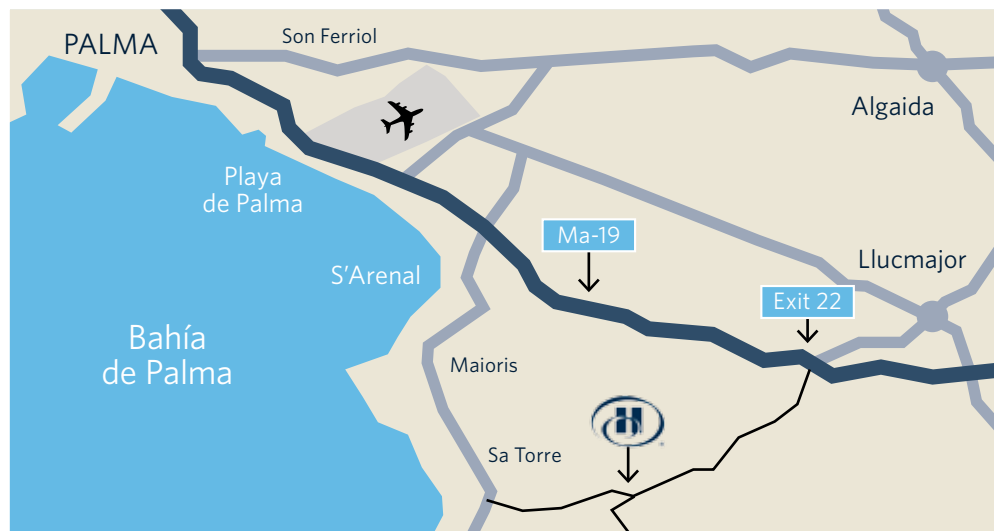 PALMA
Son Ferriol
Algaida
Playa
de Palma
Ma-19
S'Arenal
Llucmajor
Exit 22
Bahía
de Palma
Maioris
H
Sa Torre